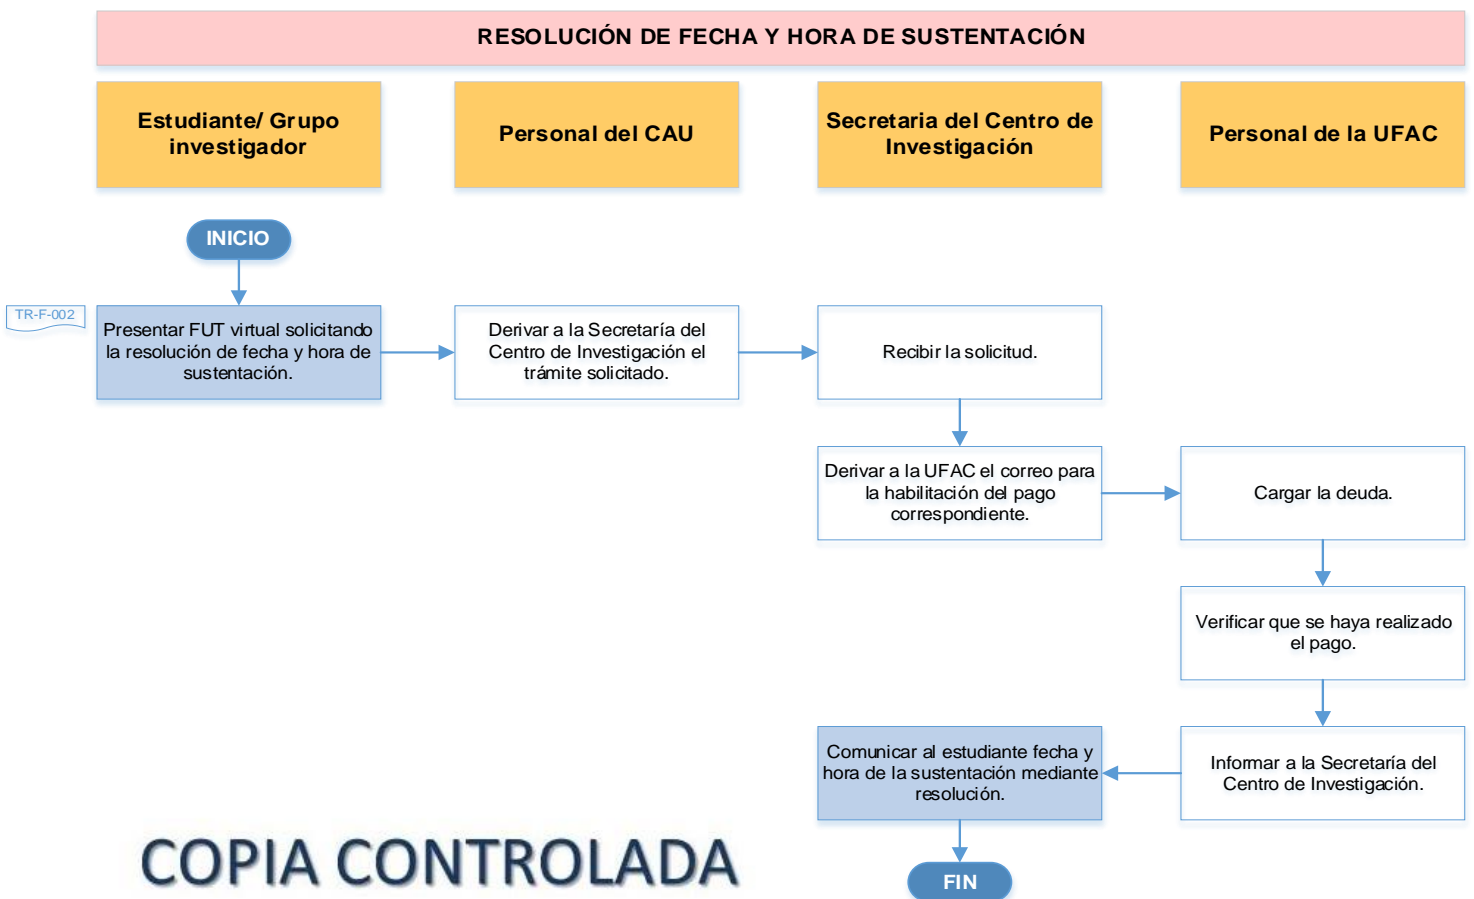 RESOLUCIÓN DE FECHA Y HORA DE SUSTENTACIÓN
Estudiante/ Grupo
investigador
Personal del CAU
Secretaria del Centro de
Investigación
Personal de la UFAC
INICIO
TR-F-002
Presentar FUT virtual solicitando
la resolución de fecha y hora de
sustentación.
Derivar a la Secretaría del
Centro de Investigación el
trámite solicitado.
Recibir la solicitud.
Derivar a la UFAC el correo para
la habilitación del pago
correspondiente.
Cargar la deuda.
Verificar que se haya realizado
el pago.
Comunicar al estudiante fecha y
hora de la sustentación mediante
resolución.
Informar a la Secretaría del
Centro de Investigación.
COPIA CONTROLADA
FIN